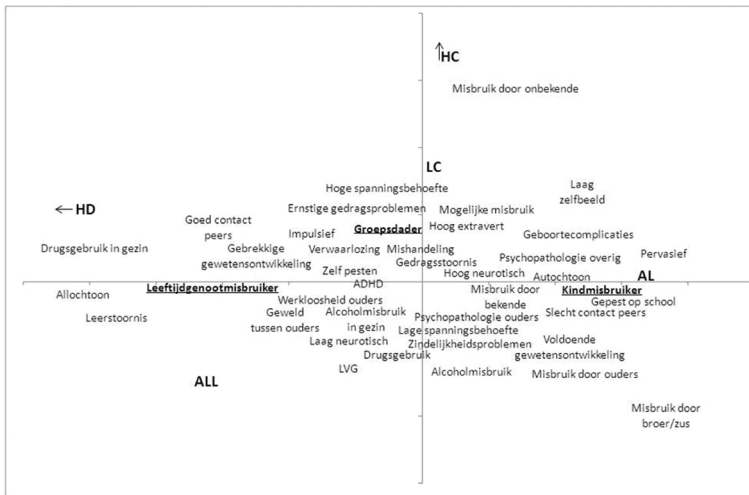 ↑HC
Misbruik door onbekende
LC
Hoge spanningsbehoefte
Laag
zelfbeeld
← HD
Ernstige gedragsproblemen
Mogelijke misbruik
Goed contact
peers
Impulsief
Groepsdader
Hoog extravert
Geboortecomplicaties
Drugsgebruik in gezin
Gebrekkige
gewetensontwikkeling
Verwaarlozing
Mishandeling
Gedragsstoornis
Psychopathologie overig
Pervasief
Zelf pesten
Hoog neurotisch
Autochtoon
AL
ADHD
Allochtoon
Leeftijdgenootmisbruiker
Misbruik door
bekende
Kindmisbruiker
Werkloosheid ouders
Gepest op school
Leerstoornis
Geweld
tussen ouders
Alcoholmisbruik
in gezin
Psychopathologie ouders
Slecht contact peers
Lage spanningsbehoefte
Laag neurotisch
Zindelijkheidsproblemen
Voldoende
gewetensontwikkeling
Drugsgebruik
LVG
Alcoholmisbruik
Misbruik door ouders
ALL
Misbruik door
broer/zus